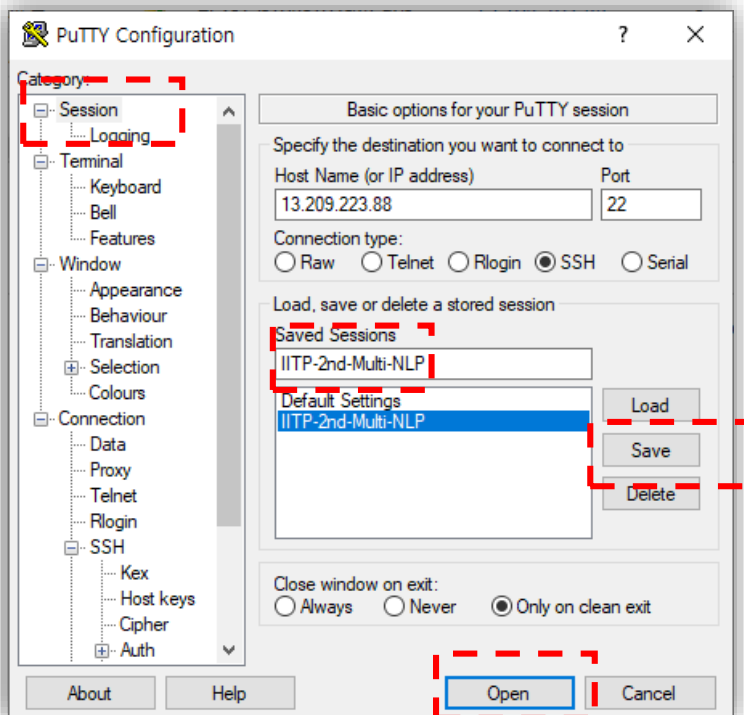 PuTTY Configuration
?
Category:
Session
Logging
Terminal
Keyboard
Bell
Features
Window
Appearance
Behaviour
Translation
Selection
Colours
Connection
Data
Proxy
Telnet
Rlogin
SSH
Kex
Host keys
Cipher
Auth
Basic options for your PuTTY session
Specify the destination you want to connect to
Host Name (or IP address) Port
13.209.223.88 22
Connection type:
Raw Telnet Rlogin SSH Serial
Load, save or delete a stored session
Saved Sessions
IITP-2nd-Multi-NLP
Default Settings
IITP-2nd-Multi-NLP
Load
Save
Delete
Close window on exit:
Always Never Only on clean exit
About Help Open Cancel